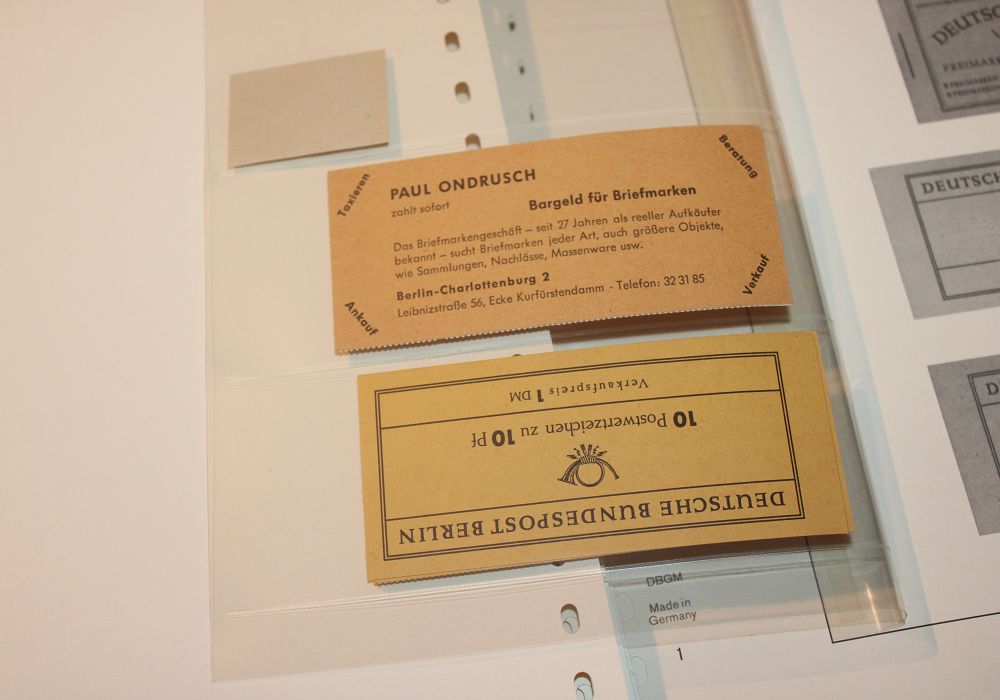 DEUTSC
FREIMARK
Taxieren
PAUL ONDRUSCH
Beratung
zahlt sofort
Bargeld für Briefmarken
Das Briefmarkengeschäft – seit 27 Jahren als reeller Aufkäufer
bekannt – sucht Briefmarken jeder Art, auch größere Objekte,
wie Sammlungen, Nachlässe, Massenware usw.
Berlin-Charlottenburg 2
Leibnizstraße 56, Ecke Kurfürstendamm · Telefon: 32 31 85
Ankauf
Verkauf
DEUTSCH
DEUTSCHE BUNDESPOST BERLIN
10 Postwertzeichen zu 10 Pf
Verkaufspreis 1 DM
D
DBGM
Made in
Germany
1